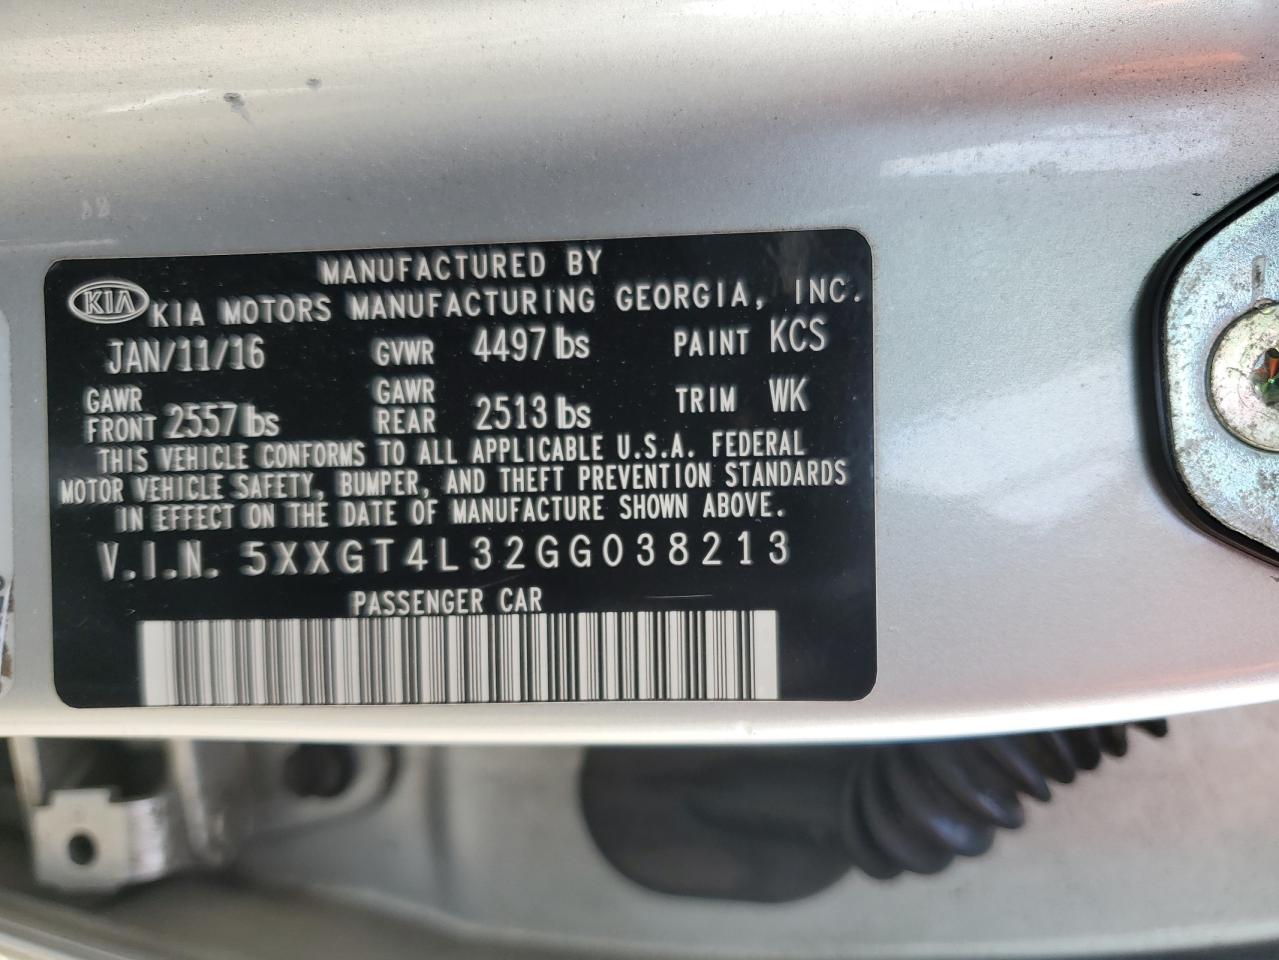 MANUFACTURED BY
KIA KIA MOTORS MANUFACTURING GEORGIA, INC.
JAN/11/16 GVWR 4497 lbs PAINT KCS
GAWR FRONT 2557 lbs GAWR REAR 2513 lbs TRIM WK
THIS VEHICLE CONFORMS TO ALL APPLICABLE U.S.A. FEDERAL
MOTOR VEHICLE SAFETY, BUMPER, AND THEFT PREVENTION STANDARDS
IN EFFECT ON THE DATE OF MANUFACTURE SHOWN ABOVE.
V.I.N. 5XXGT4L32GG038213
PASSENGER CAR